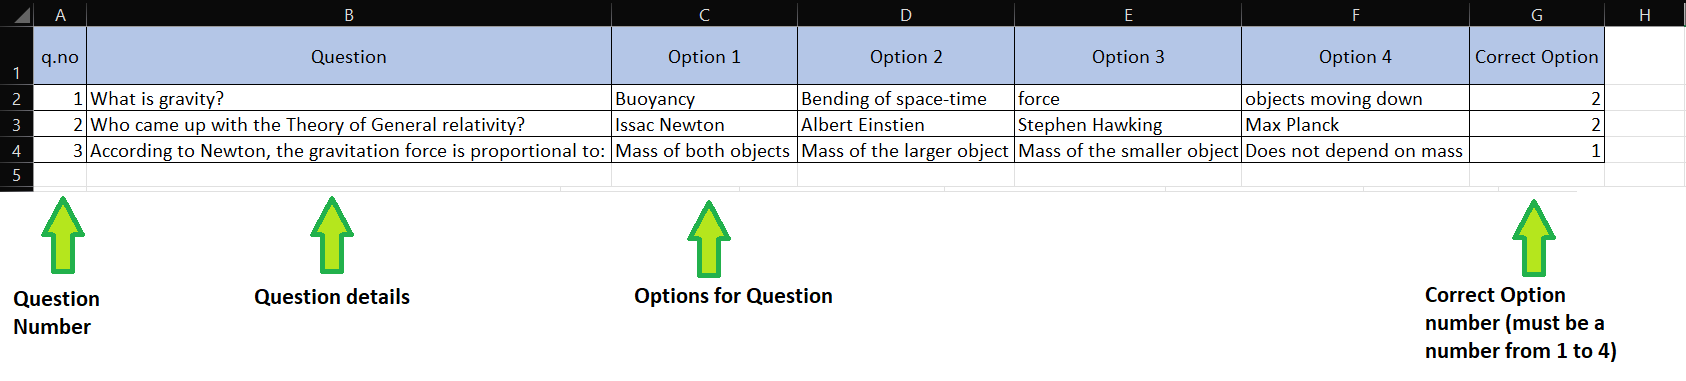 A B C D E F G H
1 q.no Question Option 1 Option 2 Option 3 Option 4 Correct Option
2 1 What is gravity? Buoyancy Bending of space-time force objects moving down 2
3 2 Who came up with the Theory of General relativity? Issac Newton Albert Einstien Stephen Hawking Max Planck 2
4 3 According to Newton, the gravitation force is proportional to: Mass of both objects Mass of the larger object Mass of the smaller object Does not depend on mass 1
5
Question
Number
Question details
Options for Question
Correct Option
number (must be a
number from 1 to 4)